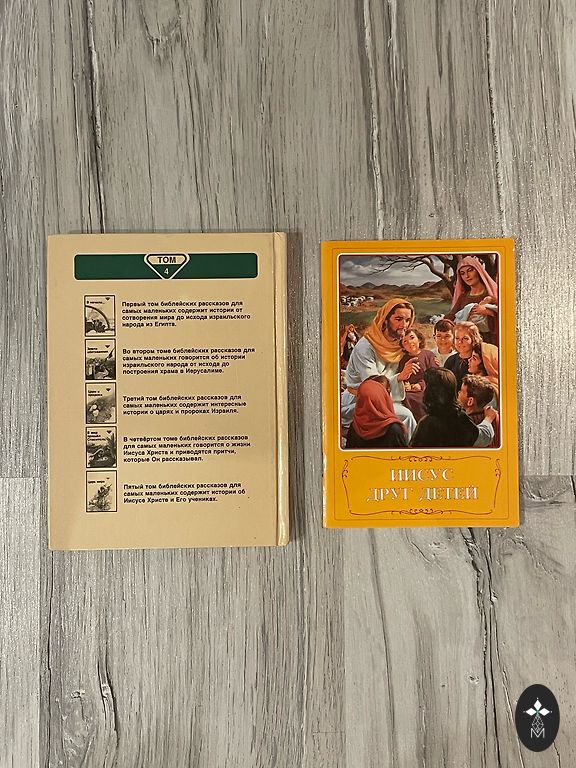 ТОМ
4
Первый том библейских рассказов для
самых маленьких содержит истории от
сотворения мира до исхода израильского
народа из Египта.
Во втором томе библейских рассказов для
самых маленьких говорится об истории
израильского народа от исхода до
построения храма в Иерусалиме.
Третий том библейских рассказов для
самых маленьких содержит интересные
истории о царях и пророках Израиля.
В четвёртом томе библейских рассказов
для самых маленьких говорится о жизни
Иисуса Христа и приводятся притчи,
которые Он рассказывал.
Пятый том библейских рассказов для
самых маленьких содержит истории об
Иисусе Христе и Его учениках.
ИИСУС
ДРУГ ДЕТЕЙ